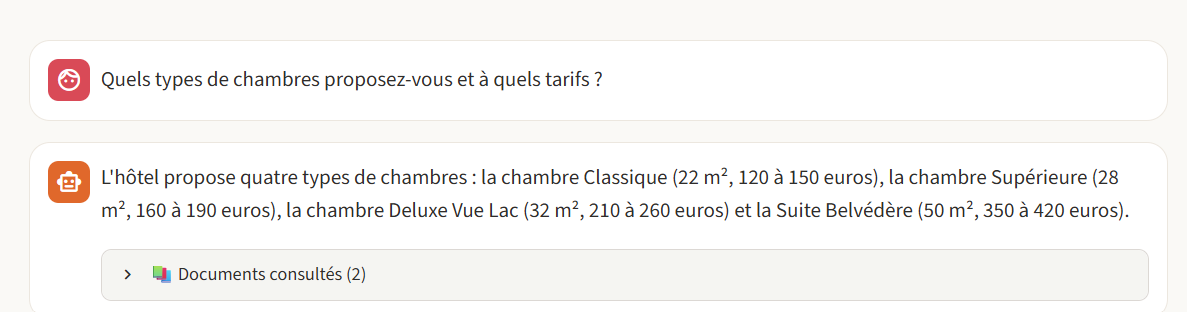 Quels types de chambres proposez-vous et à quels tarifs ?
L'hôtel propose quatre types de chambres : la chambre Classique (22 m², 120 à 150 euros), la chambre Supérieure (28
m², 160 à 190 euros), la chambre Deluxe Vue Lac (32 m², 210 à 260 euros) et la Suite Belvédère (50 m², 350 à 420 euros).
Documents consultés (2)